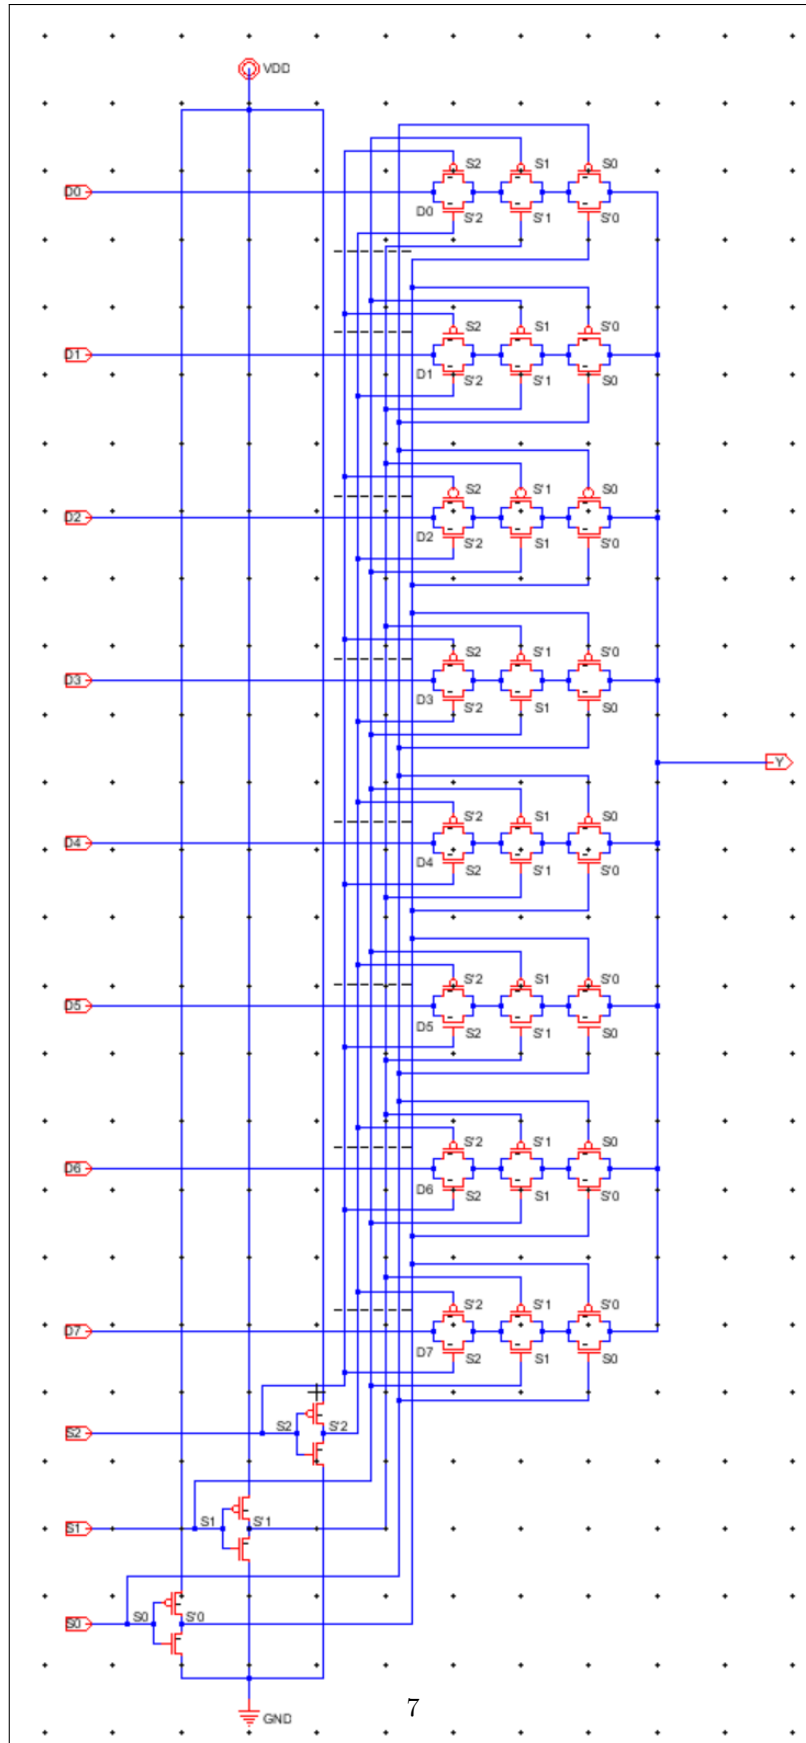 VDD
S2 S1 S0
D0
D0 S'2 S'1 S'0
S2 S1 S'0
D1
D1 S'2 S'1 S0
S2 S'1 S0
D2
D2 S'2 S1 S'0
S2 S'1 S'0
D3
D3 S'2 S1 S0
Y
S'2 S1 S0
D4
D4 S2 S'1 S'0
S'2 S1 S'0
D5
D5 S2 S'1 S0
S'2 S'1 S0
D6
D6 S2 S1 S'0
S'2 S'1 S'0
D7
D7 S2 S1 S0
S2 S2 S'2
S1 S1 S'1
S0 S0 S'0
GND
7